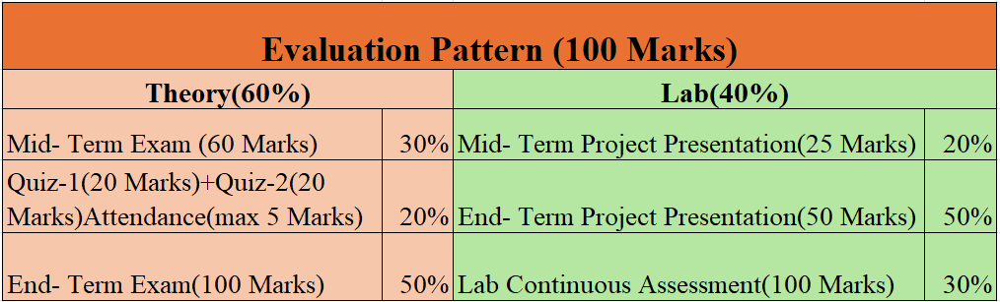 Evaluation Pattern (100 Marks)
Theory(60%) Lab(40%)
Mid- Term Exam (60 Marks) 30% Mid- Term Project Presentation(25 Marks) 20%
Quiz-1(20 Marks)+Quiz-2(20
Marks)Attendance(max 5 Marks) 20% End- Term Project Presentation(50 Marks) 50%
End- Term Exam(100 Marks) 50% Lab Continuous Assessment(100 Marks) 30%